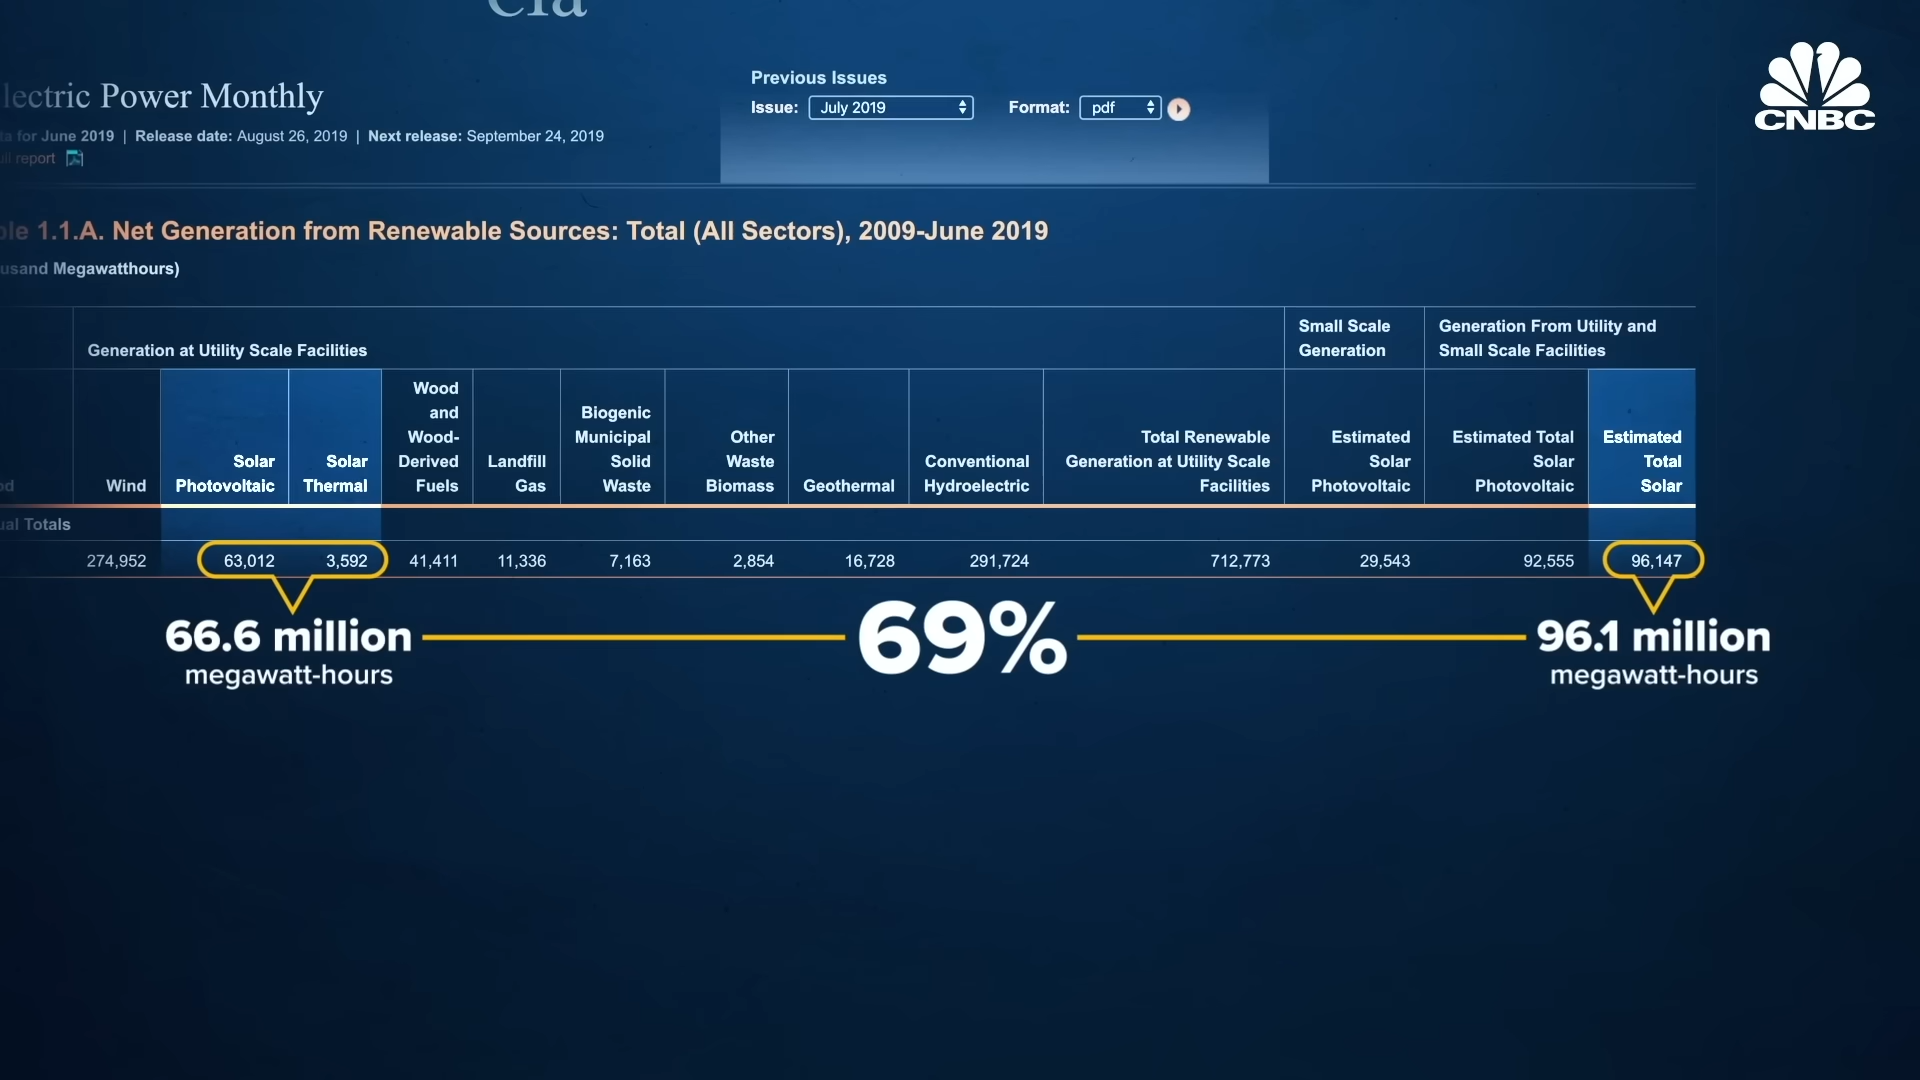 eia
lectric Power Monthly
ta for June 2019 | Release date: August 26, 2019 | Next release: September 24, 2019
ull report
Previous Issues
Issue: July 2019 Format: pdf
CNBC
ble 1.1.A. Net Generation from Renewable Sources: Total (All Sectors), 2009-June 2019
usand Megawatthours)
Generation at Utility Scale Facilities
Small Scale
Generation
Generation From Utility and
Small Scale Facilities
od
Wind
Solar
Photovoltaic
Solar
Thermal
Wood
and
Wood-
Derived
Fuels
Landfill
Gas
Biogenic
Municipal
Solid
Waste
Other
Waste
Biomass
Geothermal
Conventional
Hydroelectric
Total Renewable
Generation at Utility Scale
Facilities
Estimated
Solar
Photovoltaic
Estimated Total
Solar
Photovoltaic
Estimated
Total
Solar
ual Totals
274,952 63,012 3,592 41,411 11,336 7,163 2,854 16,728 291,724 712,773 29,543 92,555 96,147
66.6 million
megawatt-hours
69%
96.1 million
megawatt-hours